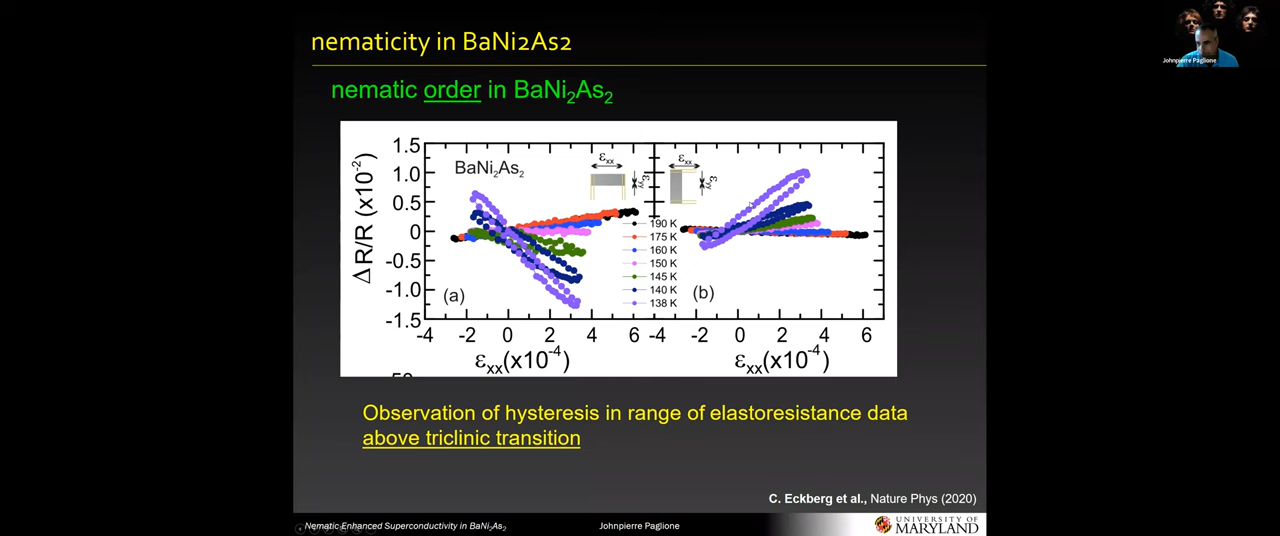 nematicity in BaNi2As2
nematic order in BaNi₂As₂
Johnpierre Paglione
ΔR/R (x10⁻²)
1.5
1.0
0.5
0
-0.5
-1.0
-1.5
BaNi₂As₂
εxx
εyy
εxx
εyy
190 K
175 K
160 K
150 K
145 K
140 K
138 K
(a)
(b)
-4 -2 0 2 4 6 -4 -2 0 2 4 6
εxx(x10⁻⁴) εxx(x10⁻⁴)
Observation of hysteresis in range of elastoresistance data
above triclinic transition
C. Eckberg et al., Nature Phys (2020)
Nematic Enhanced Superconductivity in BaNi₂As₂
Johnpierre Paglione
UNIVERSITY OF
MARYLAND